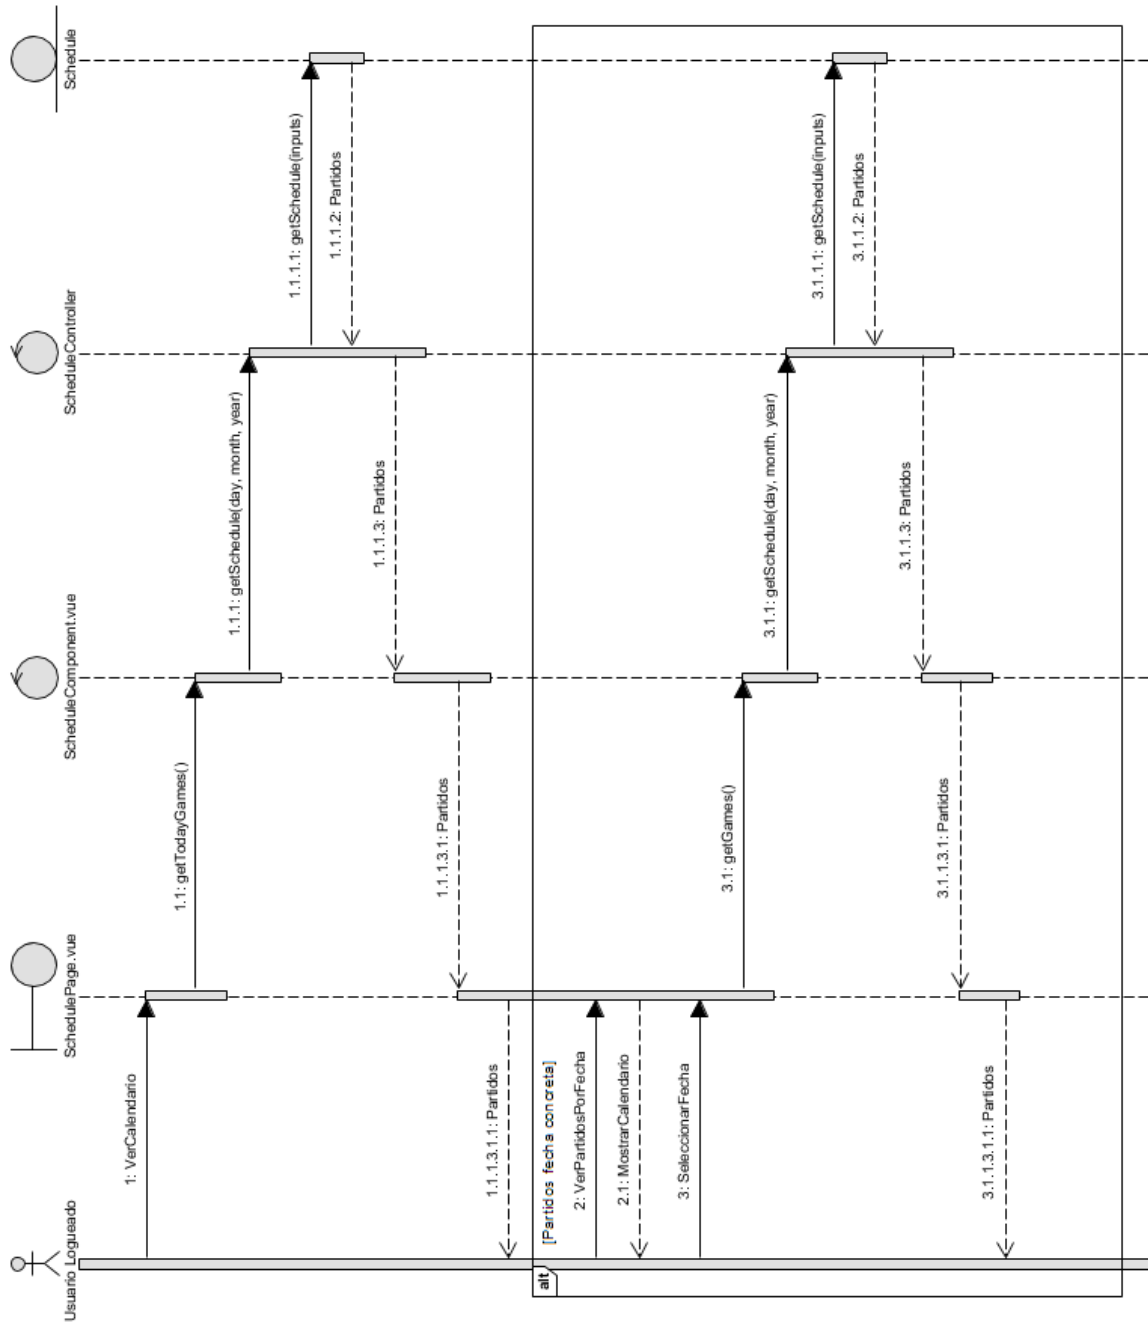 Usuario Logueado
SchedulePage.vue
ScheduleComponent.vue
ScheduleController
Schedule
1: VerCalendario
1.1: getTodayGames()
1.1.1: getSchedule(day, month, year)
1.1.1.1: getSchedule(inputs)
1.1.1.2: Partidos
1.1.1.3: Partidos
1.1.1.3.1: Partidos
1.1.1.3.1.1: Partidos
alt
[Partidos fecha concreta]
2: VerPartidosPorFecha
2.1: MostrarCalendario
3: SeleccionarFecha
3.1: getGames()
3.1.1: getSchedule(day, month, year)
3.1.1.1: getSchedule(inputs)
3.1.1.2: Partidos
3.1.1.3: Partidos
3.1.1.3.1: Partidos
3.1.1.3.1.1: Partidos